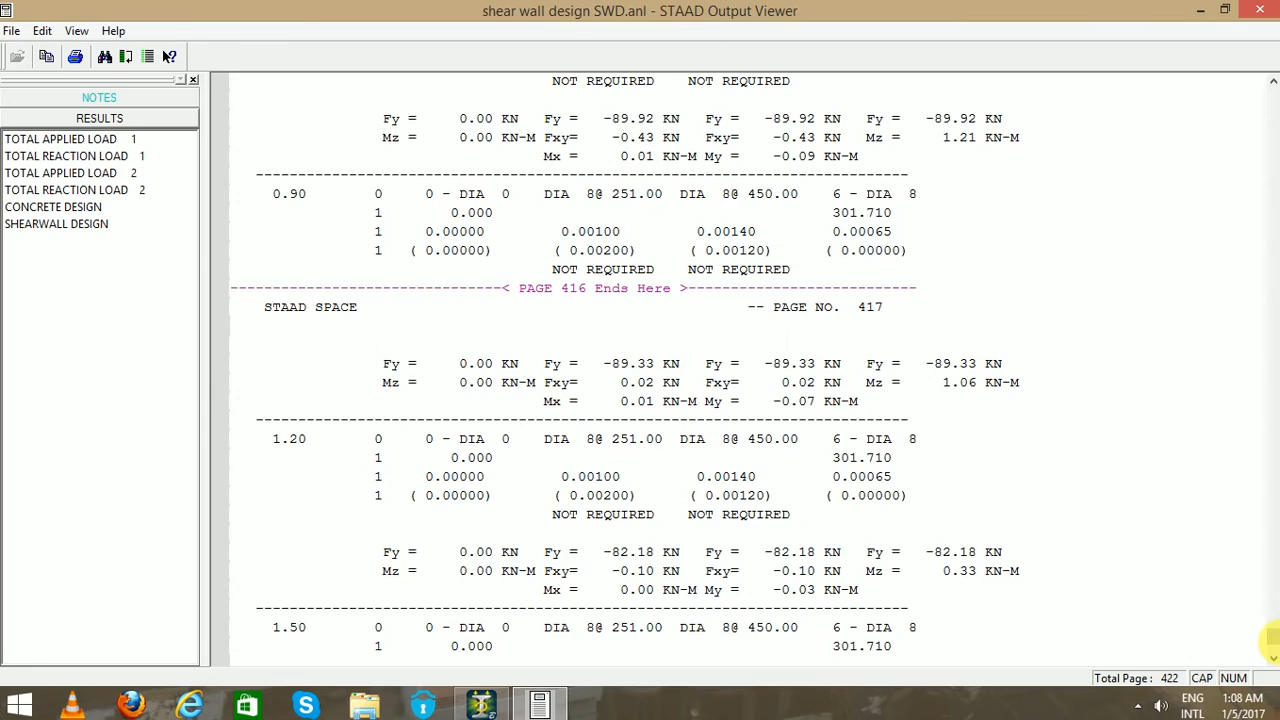 shear wall design SWD.anl - STAAD Output Viewer
File Edit View Help
NOTES
RESULTS
TOTAL APPLIED LOAD 1
TOTAL REACTION LOAD 1
TOTAL APPLIED LOAD 2
TOTAL REACTION LOAD 2
CONCRETE DESIGN
SHEARWALL DESIGN
NOT REQUIRED NOT REQUIRED
Fy = 0.00 KN Fy = -89.92 KN Fy = -89.92 KN Fy = -89.92 KN
Mz = 0.00 KN-M Fxy= -0.43 KN Fxy= -0.43 KN Mz = 1.21 KN-M
Mx = 0.01 KN-M My = -0.09 KN-M
--------------------------------------------------------------------------------
0.90 0 0 - DIA 0 DIA 8@ 251.00 DIA 8@ 450.00 6 - DIA 8
1 0.000 301.710
1 0.00000 0.00100 0.00140 0.00065
1 ( 0.00000) ( 0.00200) ( 0.00120) ( 0.00000)
NOT REQUIRED NOT REQUIRED
--------------------------------< PAGE 416 Ends Here >---------------------------
STAAD SPACE -- PAGE NO. 417
Fy = 0.00 KN Fy = -89.33 KN Fy = -89.33 KN Fy = -89.33 KN
Mz = 0.00 KN-M Fxy= 0.02 KN Fxy= 0.02 KN Mz = 1.06 KN-M
Mx = 0.01 KN-M My = -0.07 KN-M
--------------------------------------------------------------------------------
1.20 0 0 - DIA 0 DIA 8@ 251.00 DIA 8@ 450.00 6 - DIA 8
1 0.000 301.710
1 0.00000 0.00100 0.00140 0.00065
1 ( 0.00000) ( 0.00200) ( 0.00120) ( 0.00000)
NOT REQUIRED NOT REQUIRED
Fy = 0.00 KN Fy = -82.18 KN Fy = -82.18 KN Fy = -82.18 KN
Mz = 0.00 KN-M Fxy= -0.10 KN Fxy= -0.10 KN Mz = 0.33 KN-M
Mx = 0.00 KN-M My = -0.03 KN-M
--------------------------------------------------------------------------------
1.50 0 0 - DIA 0 DIA 8@ 251.00 DIA 8@ 450.00 6 - DIA 8
1 0.000 301.710
Total Page : 422 CAP NUM
ENG 1:08 AM
INTL 1/5/2017